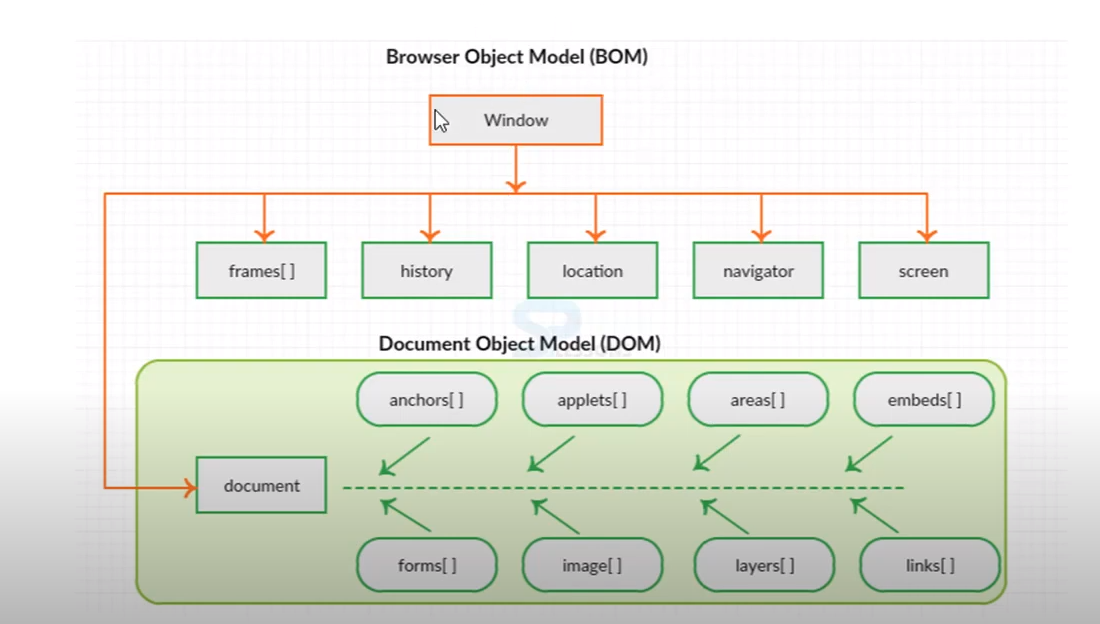 Browser Object Model (BOM)
Window
frames[ ]
history
location
navigator
screen
Document Object Model (DOM)
anchors[ ]
applets[ ]
areas[ ]
embeds[ ]
document
forms[ ]
image[ ]
layers[ ]
links[ ]